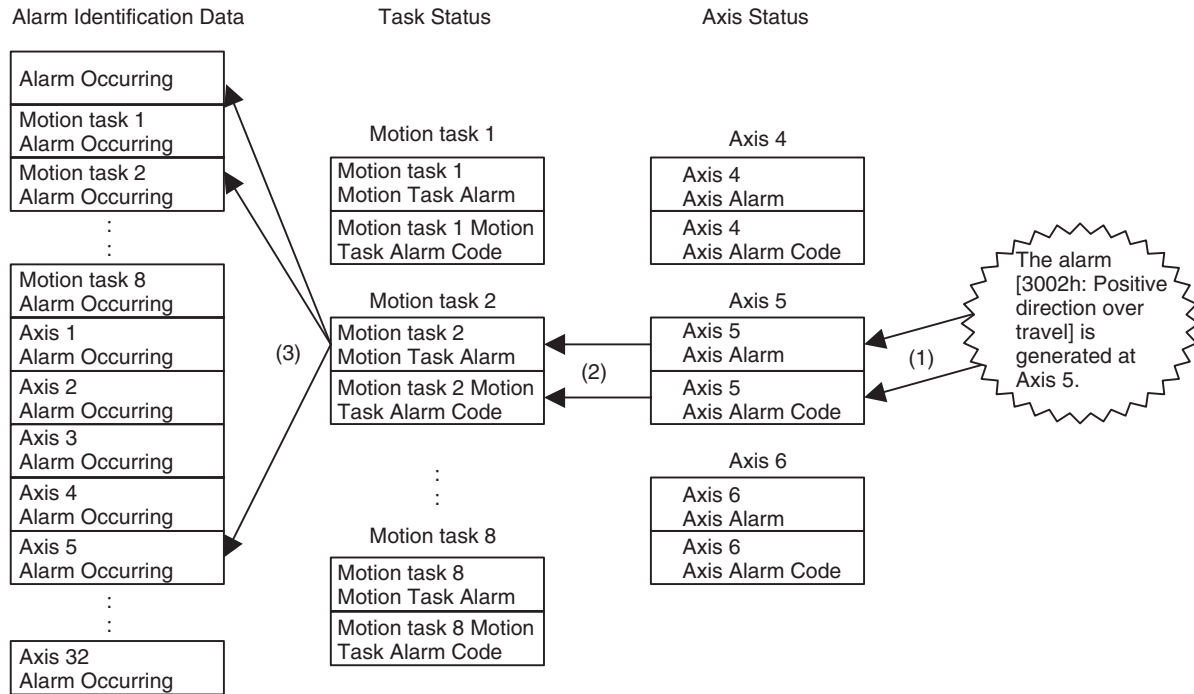 Alarm Identification Data
Task Status
Axis Status
Alarm Occurring
Motion task 1
Alarm Occurring
Motion task 2
Alarm Occurring
Motion task 8
Alarm Occurring
Axis 1
Alarm Occurring
Axis 2
Alarm Occurring
Axis 3
Alarm Occurring
Axis 4
Alarm Occurring
Axis 5
Alarm Occurring
Axis 32
Alarm Occurring
(3)
Motion task 1
Motion task 1
Motion Task Alarm
Motion task 1 Motion
Task Alarm Code
Motion task 2
Motion task 2
Motion Task Alarm
Motion task 2 Motion
Task Alarm Code
Motion task 8
Motion task 8
Motion Task Alarm
Motion task 8 Motion
Task Alarm Code
(2)
Axis 4
Axis 4
Axis Alarm
Axis 4
Axis Alarm Code
Axis 5
Axis 5
Axis Alarm
Axis 5
Axis Alarm Code
Axis 6
Axis 6
Axis Alarm
Axis 6
Axis Alarm Code
(1)
The alarm
[3002h: Positive
direction over
travel] is
generated at
Axis 5.